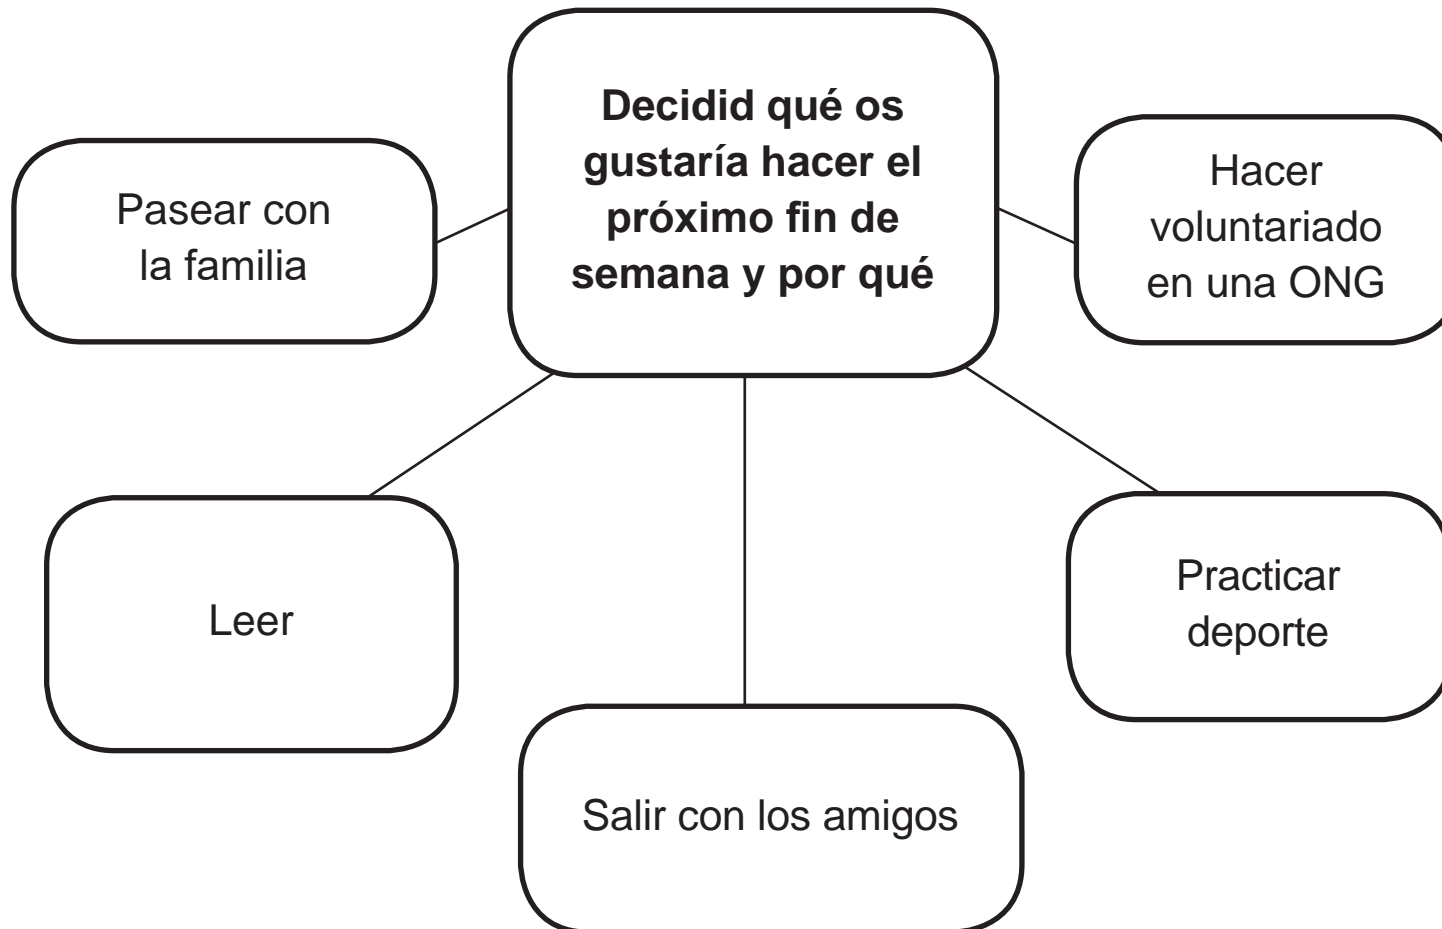 Decidid qué os
gustaría hacer el
próximo fin de
semana y por qué
Pasear con
la familia
Hacer
voluntariado
en una ONG
Leer
Practicar
deporte
Salir con los amigos